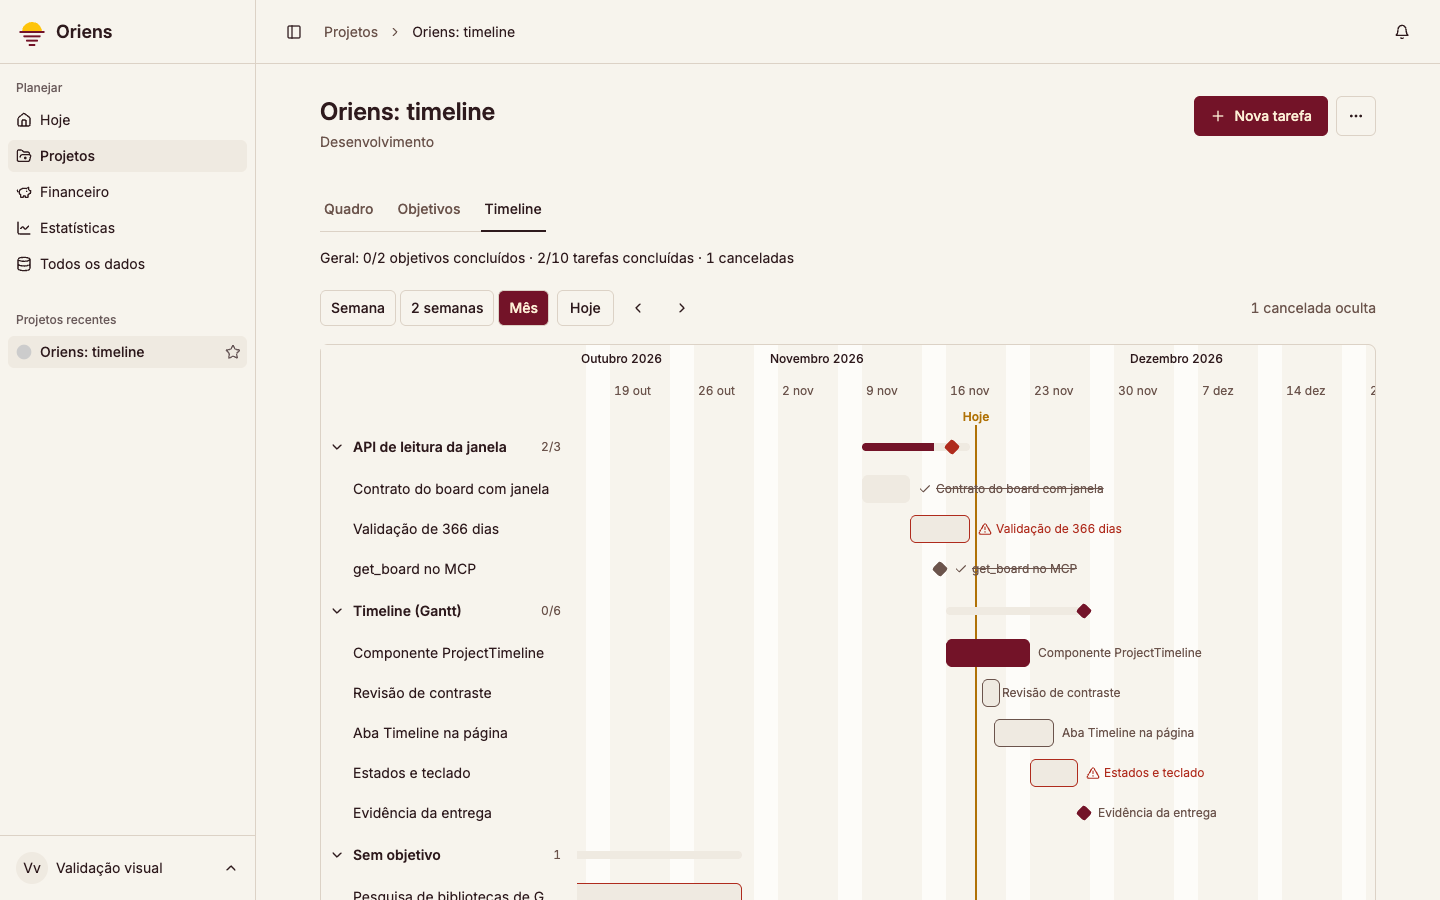 Oriens
Projetos
Oriens: timeline
Planejar
Hoje
Projetos
Financeiro
Estatísticas
Todos os dados
Projetos recentes
Oriens: timeline
Vv
Validação visual
Oriens: timeline
Desenvolvimento
Nova tarefa
Quadro
Objetivos
Timeline
Geral: 0/2 objetivos concluídos · 2/10 tarefas concluídas · 1 canceladas
Semana
2 semanas
Mês
Hoje
1 cancelada oculta
Outubro 2026
Novembro 2026
Dezembro 2026
19 out
26 out
2 nov
9 nov
16 nov
23 nov
30 nov
7 dez
14 dez
Hoje
API de leitura da janela
2/3
Contrato do board com janela
Contrato do board com janela
Validação de 366 dias
Validação de 366 dias
get_board no MCP
get_board no MCP
Timeline (Gantt)
0/6
Componente ProjectTimeline
Componente ProjectTimeline
Revisão de contraste
Revisão de contraste
Aba Timeline na página
Aba Timeline na página
Estados e teclado
Estados e teclado
Evidência da entrega
Evidência da entrega
Sem objetivo
1
Pesquisa de bibliotecas de G